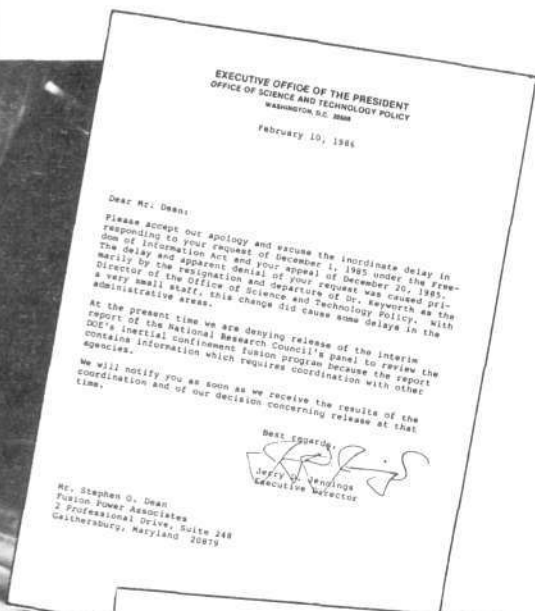 EXECUTIVE OFFICE OF THE PRESIDENT
OFFICE OF SCIENCE AND TECHNOLOGY POLICY
WASHINGTON, D.C. 20506
February 10, 1986
Dear Mr. Dean:
Please accept our apology and excuse the inordinate delay in
responding to your request of December 1, 1985 under the Free-
dom of Information Act and your appeal of December 20, 1985.
The delay and apparent denial of your request was caused pri-
marily by the resignation and departure of Dr. Keyworth as the
Director of the Office of Science and Technology Policy. With
a very small staff, this change did cause some delays in the
administrative areas.
At the present time we are denying release of the interim
report of the National Research Council's panel to review the
DOE's inertial confinement fusion program because the report
contains information which requires coordination with other
agencies.
We will notify you as soon as we receive the results of the
coordination and of our decision concerning release at that
time.
Best regards,
Jerry D. Jennings
Executive Director
Mr. Stephen O. Dean
Fusion Power Associates
2 Professional Drive, Suite 248
Gaithersburg, Maryland 20879